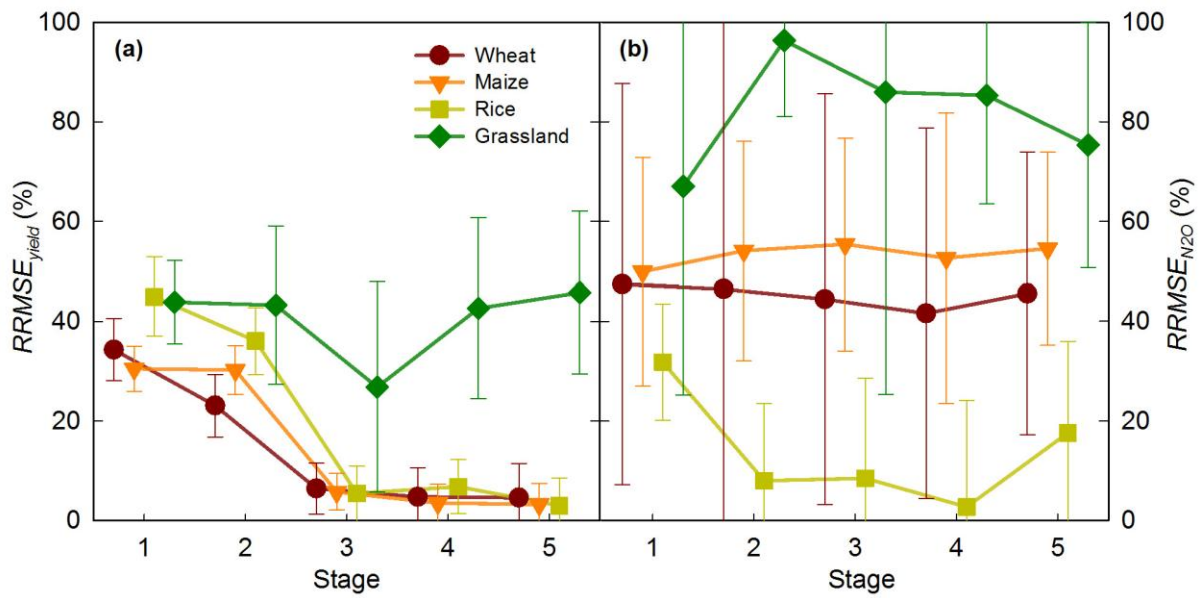 (a)
Wheat
Maize
Rice
Grassland
100
80
60
40
20
0
RRMSEyield (%)
1 2 3 4 5
Stage
(b)
1 2 3 4 5
Stage
100
80
60
40
20
0
RRMSEN2O (%)